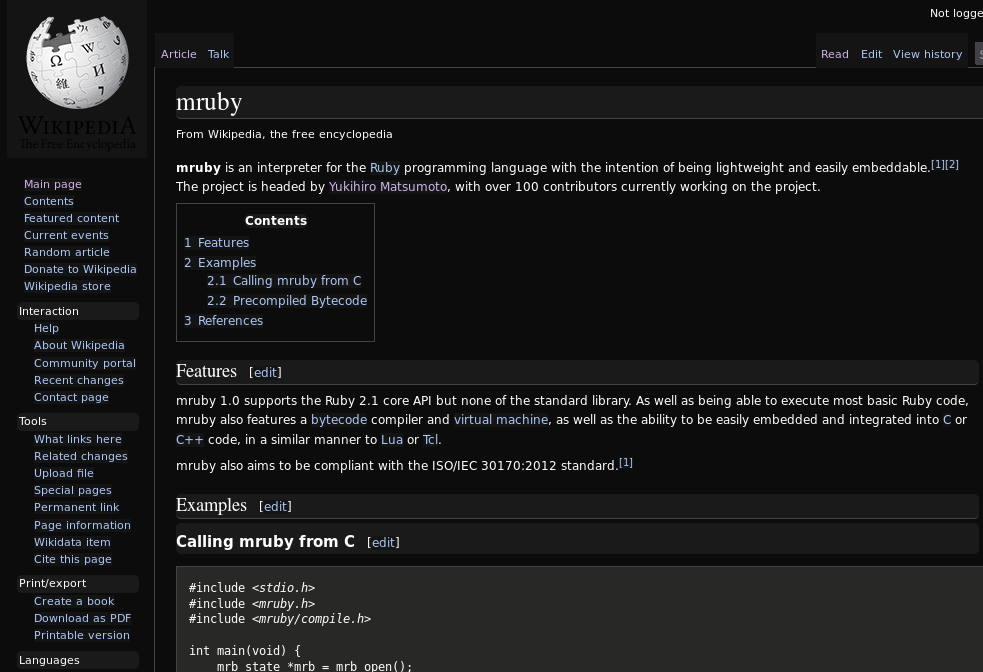 Not logge
Article Talk
Read Edit View history
WIKIPEDIA
The Free Encyclopedia
mruby
From Wikipedia, the free encyclopedia
mruby is an interpreter for the Ruby programming language with the intention of being lightweight and easily embeddable.[1][2]
The project is headed by Yukihiro Matsumoto, with over 100 contributors currently working on the project.
Contents
1 Features
2 Examples
2.1 Calling mruby from C
2.2 Precompiled Bytecode
3 References
Features [edit]
mruby 1.0 supports the Ruby 2.1 core API but none of the standard library. As well as being able to execute most basic Ruby code,
mruby also features a bytecode compiler and virtual machine, as well as the ability to be easily embedded and integrated into C or
C++ code, in a similar manner to Lua or Tcl.
mruby also aims to be compliant with the ISO/IEC 30170:2012 standard.[1]
Examples [edit]
Calling mruby from C [edit]
#include <stdio.h>
#include <mruby.h>
#include <mruby/compile.h>
int main(void) {
mrb_state *mrb = mrb_open();
Main page
Contents
Featured content
Current events
Random article
Donate to Wikipedia
Wikipedia store
Interaction
Help
About Wikipedia
Community portal
Recent changes
Contact page
Tools
What links here
Related changes
Upload file
Special pages
Permanent link
Page information
Wikidata item
Cite this page
Print/export
Create a book
Download as PDF
Printable version
Languages